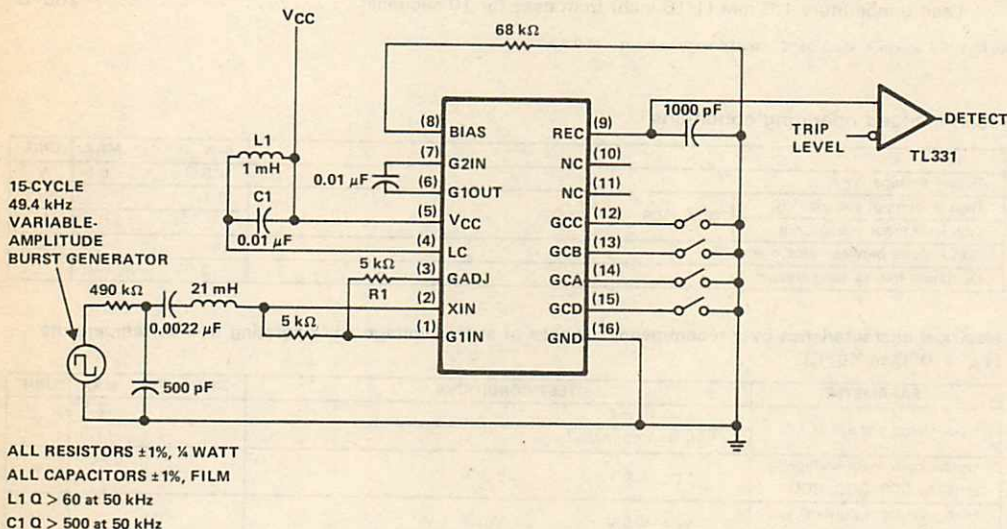 VCC
68 kΩ
1000 pF
(8)
BIAS
REC
(9)
TRIP
LEVEL
DETECT
TL331
L1
1 mH
(7)
G2IN
NC
(10)
0.01 μF
(6)
G1OUT
NC
(11)
C1
0.01 μF
(5)
VCC
GCC
(12)
(4)
LC
GCB
(13)
5 kΩ
R1
(3)
GADJ
GCA
(14)
(2)
XIN
GCD
(15)
5 kΩ
(1)
G1IN
GND
(16)
15-CYCLE
49.4 kHz
VARIABLE-
AMPLITUDE
BURST GENERATOR
490 kΩ
21 mH
0.0022 μF
500 pF
ALL RESISTORS ±1%, ¼ WATT
ALL CAPACITORS ±1%, FILM
L1 Q > 60 at 50 kHz
C1 Q > 500 at 50 kHz